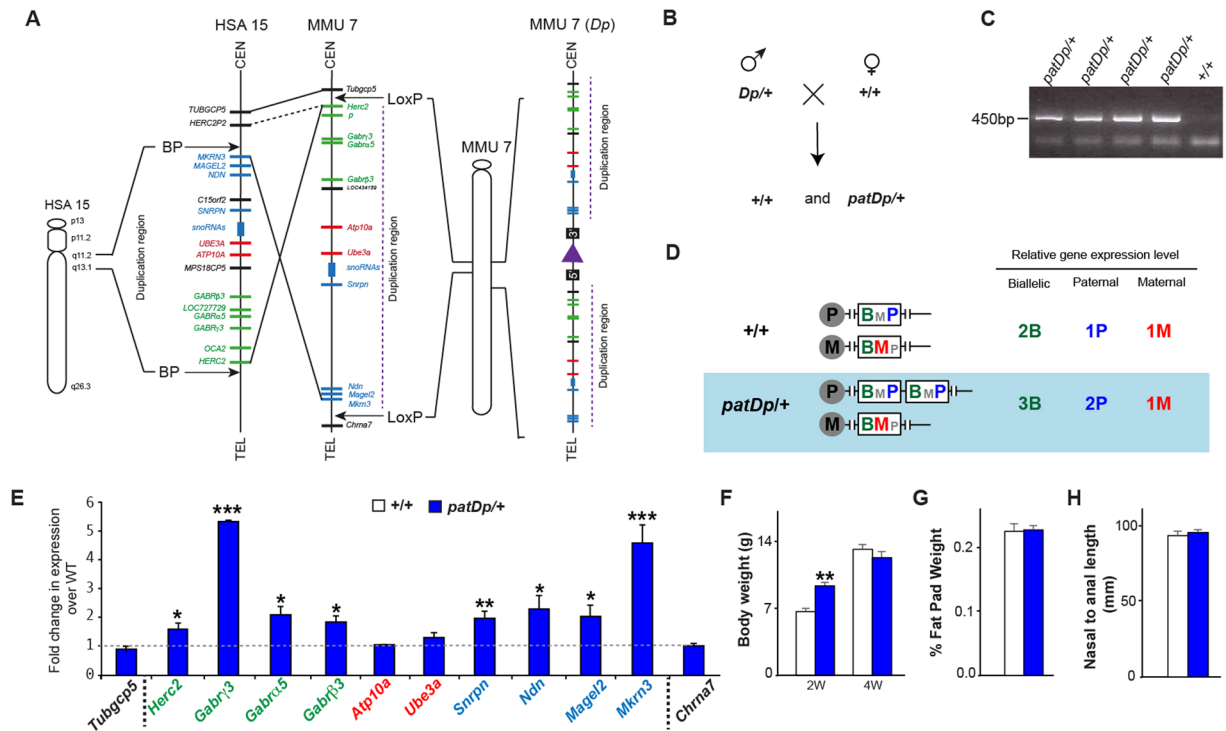 A
HSA 15
MMU 7
MMU 7 (Dp)
CEN
CEN
CEN
TUBGCP5
HERC2P2
BP
MKRN3
MAGEL2
NDN
C15orf2
SNRPN
snoRNAs
UBE3A
ATP10A
MPS18CP5
GABRβ3
LOC727729
GABRα5
GABRγ3
OCA2
HERC2
BP
TEL
Duplication region
HSA 15
p13
p11.2
q11.2
q13.1
q26.3
Tubgcp5
LoxP
Herc2
p
Gabrγ3
Gabrα5
Gabrβ3
LOC434189
Atp10a
Ube3a
snoRNAs
Snrpn
Ndn
Magel2
Mkrn3
LoxP
Chrna7
TEL
Duplication region
MMU 7
Duplication region
3'
5'
Duplication region
TEL
B
♂
♀
Dp/+
+/+
+/+ and patDp/+
C
patDp/+
patDp/+
patDp/+
patDp/+
+/+
450bp
D
Relative gene expression level
Biallelic Paternal Maternal
+/+
P BMP
M BMP
2B 1P 1M
patDp/+
P BMP BMP
M BMP
3B 2P 1M
E
+/+ patDp/+
Fold change in expression
over WT
6
5
4
3
2
1
0
* *** * * ** * * ***
Tubgcp5
Herc2
Gabrγ3
Gabrα5
Gabrβ3
Atp10a
Ube3a
Snrpn
Ndn
Magel2
Mkrn3
Chrna7
F
Body weight (g)
14
7
0
**
2W 4W
G
% Fat Pad Weight
0.2
0.1
0.0
H
Nasal to anal length
(mm)
100
50
0